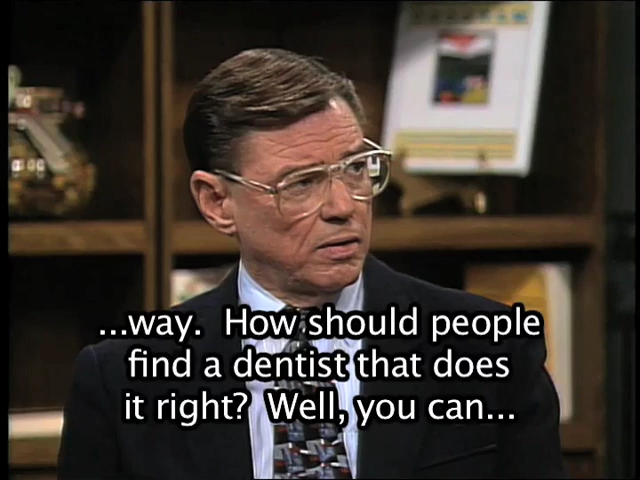 ...way.  How should people
find a dentist that does
it right?  Well, you can...